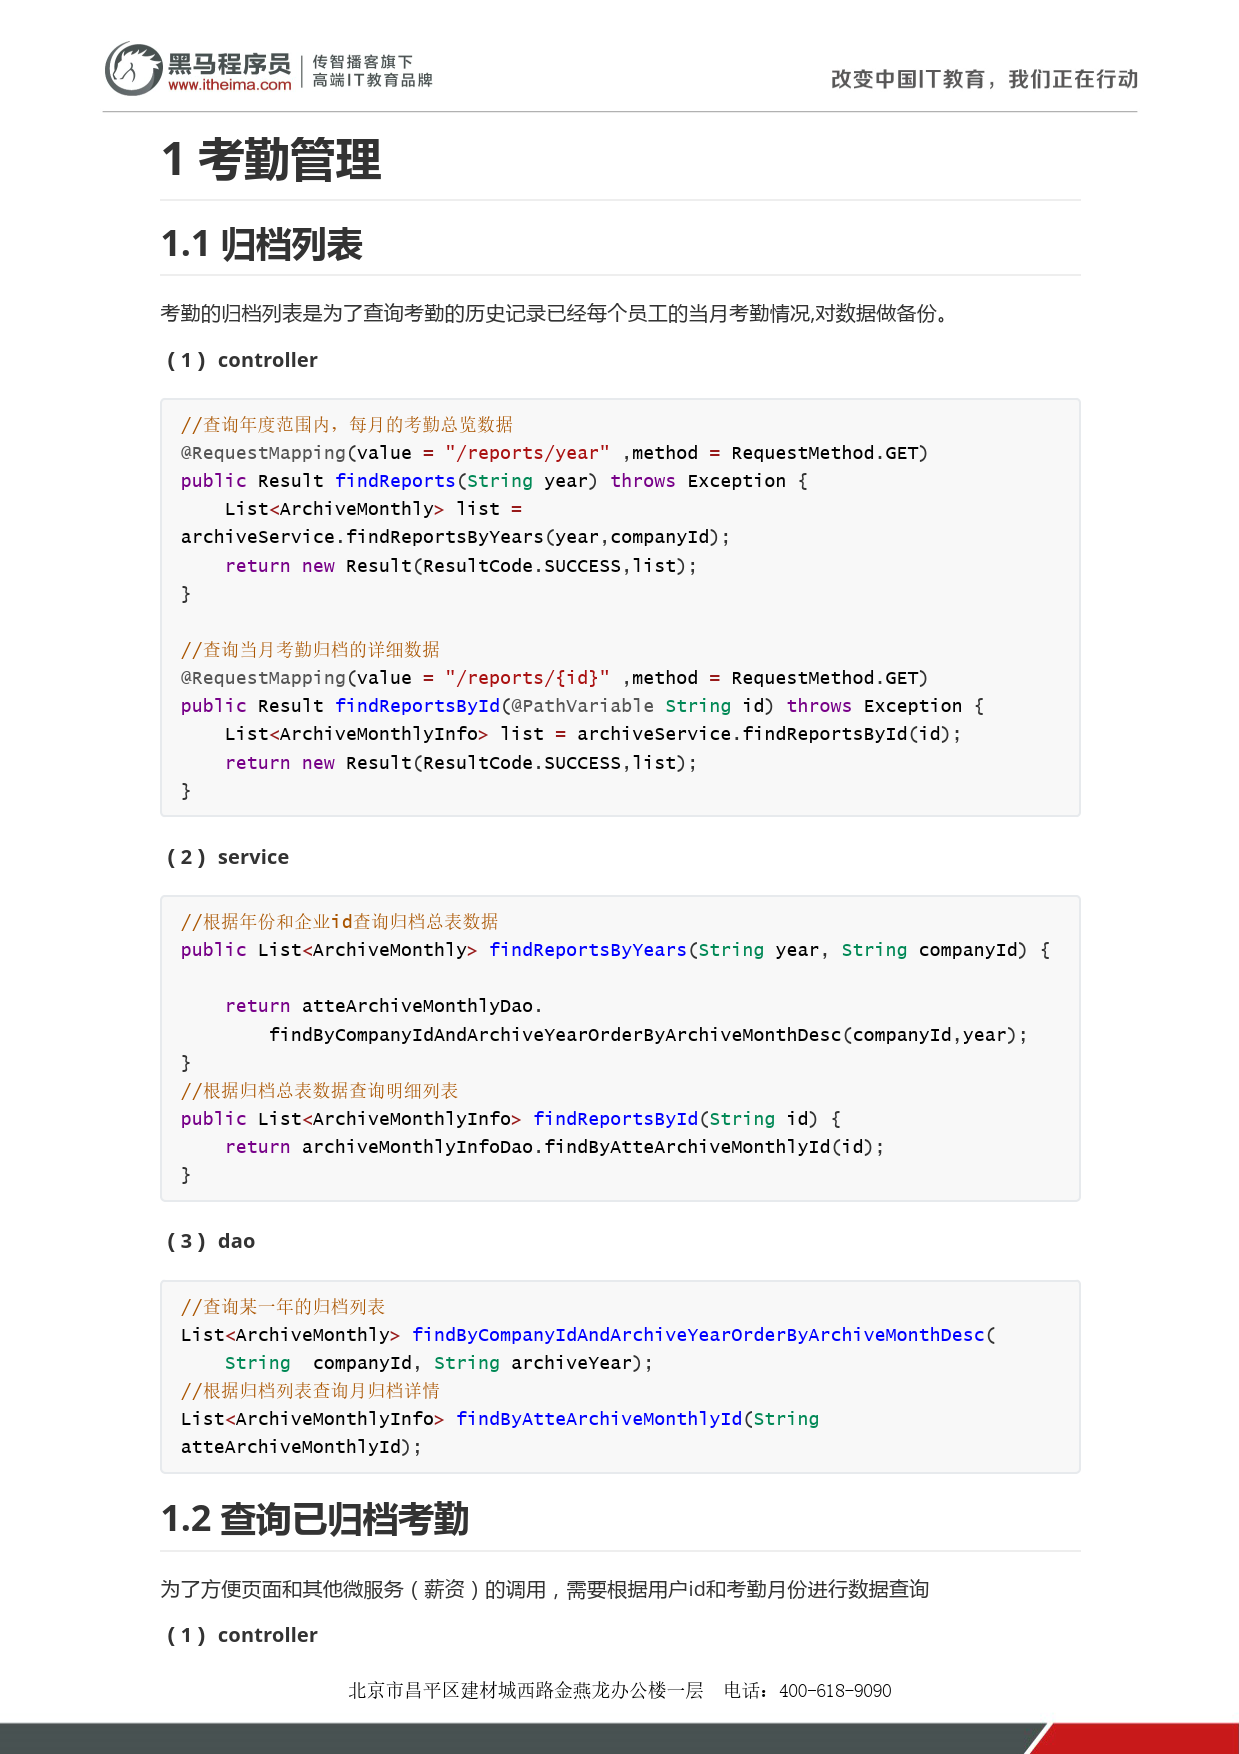 黑马程序员
www.itheima.com
传智播客旗下
高端IT教育品牌
改变中国IT教育，我们正在行动
1 考勤管理
1.1 归档列表
考勤的归档列表是为了查询考勤的历史记录已经每个员工的当月考勤情况,对数据做备份。
（1） controller
//查询年度范围内，每月的考勤总览数据
@RequestMapping(value = "/reports/year" ,method = RequestMethod.GET)
public Result findReports(String year) throws Exception {
    List<ArchiveMonthly> list =
archiveService.findReportsByYears(year,companyId);
    return new Result(ResultCode.SUCCESS,list);
}
//查询当月考勤归档的详细数据
@RequestMapping(value = "/reports/{id}" ,method = RequestMethod.GET)
public Result findReportsById(@PathVariable String id) throws Exception {
    List<ArchiveMonthlyInfo> list = archiveService.findReportsById(id);
    return new Result(ResultCode.SUCCESS,list);
}
（2） service
//根据年份和企业id查询归档总表数据
public List<ArchiveMonthly> findReportsByYears(String year, String companyId) {
    return atteArchiveMonthlyDao.
        findByCompanyIdAndArchiveYearOrderByArchiveMonthDesc(companyId,year);
}
//根据归档总表数据查询明细列表
public List<ArchiveMonthlyInfo> findReportsById(String id) {
    return archiveMonthlyInfoDao.findByAtteArchiveMonthlyId(id);
}
（3） dao
//查询某一年的归档列表
List<ArchiveMonthly> findByCompanyIdAndArchiveYearOrderByArchiveMonthDesc(
    String  companyId, String archiveYear);
//根据归档列表查询月归档详情
List<ArchiveMonthlyInfo> findByAtteArchiveMonthlyId(String
atteArchiveMonthlyId);
1.2 查询已归档考勤
为了方便页面和其他微服务（薪资）的调用，需要根据用户id和考勤月份进行数据查询
（1） controller
北京市昌平区建材城西路金燕龙办公楼一层 电话：400-618-9090